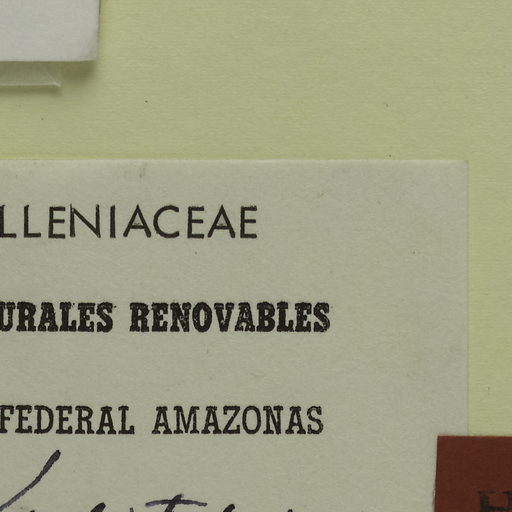 LLENIACEAE
URALES RENOVABLES
FEDERAL AMAZONAS
H